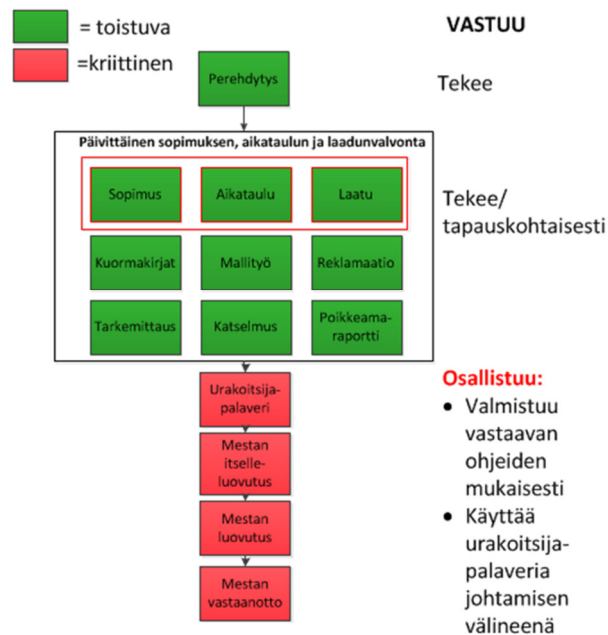 = toistuva
=kriittinen
VASTUU
Perehdytys
Tekee
Päivittäinen sopimuksen, aikataulun ja laadunvalvonta
Sopimus
Aikataulu
Laatu
Tekee/
tapauskohtaisesti
Kuormakirjat
Mallityö
Reklamaatio
Tarkemittaus
Katselmus
Poikkeama-
raportti
Urakoitsija-
palaveri
Mestan
itselle-
luovutus
Mestan
luovutus
Mestan
vastaanotto
Osallistuu:
• Valmistuu
vastaavan
ohjeiden
mukaisesti
• Käyttää
urakoitsija-
palaveria
johtamisen
välineenä